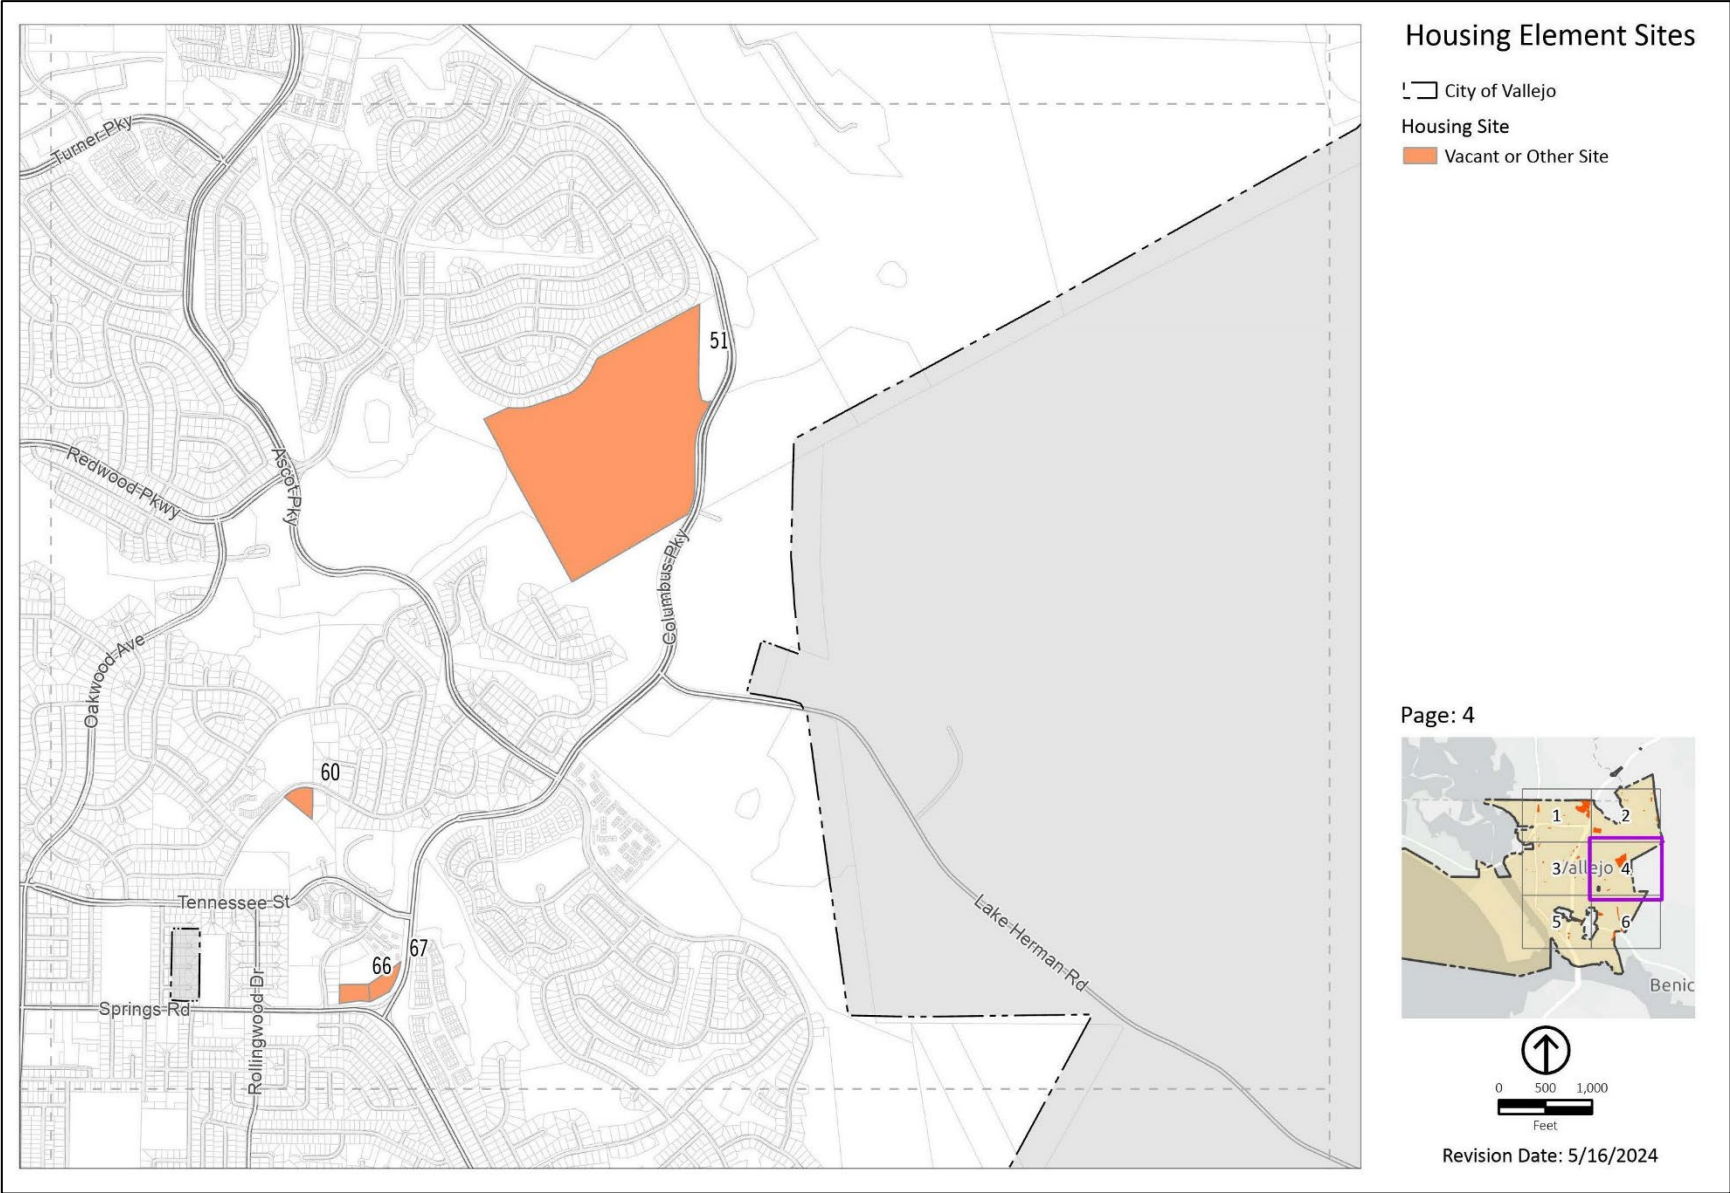 Housing Element Sites
City of Vallejo
Housing Site
Vacant or Other Site
Turner Pky
51
Redwood Pkwy
Ascot Pky
Columbus Pky
Oakwood Ave
60
Tennessee St
67
66
Springs Rd
Rollingwood Dr
Lake Herman Rd
Page: 4
1
2
3
Vallejo
4
5
6
Benic
0 500 1,000
Feet
Revision Date: 5/16/2024